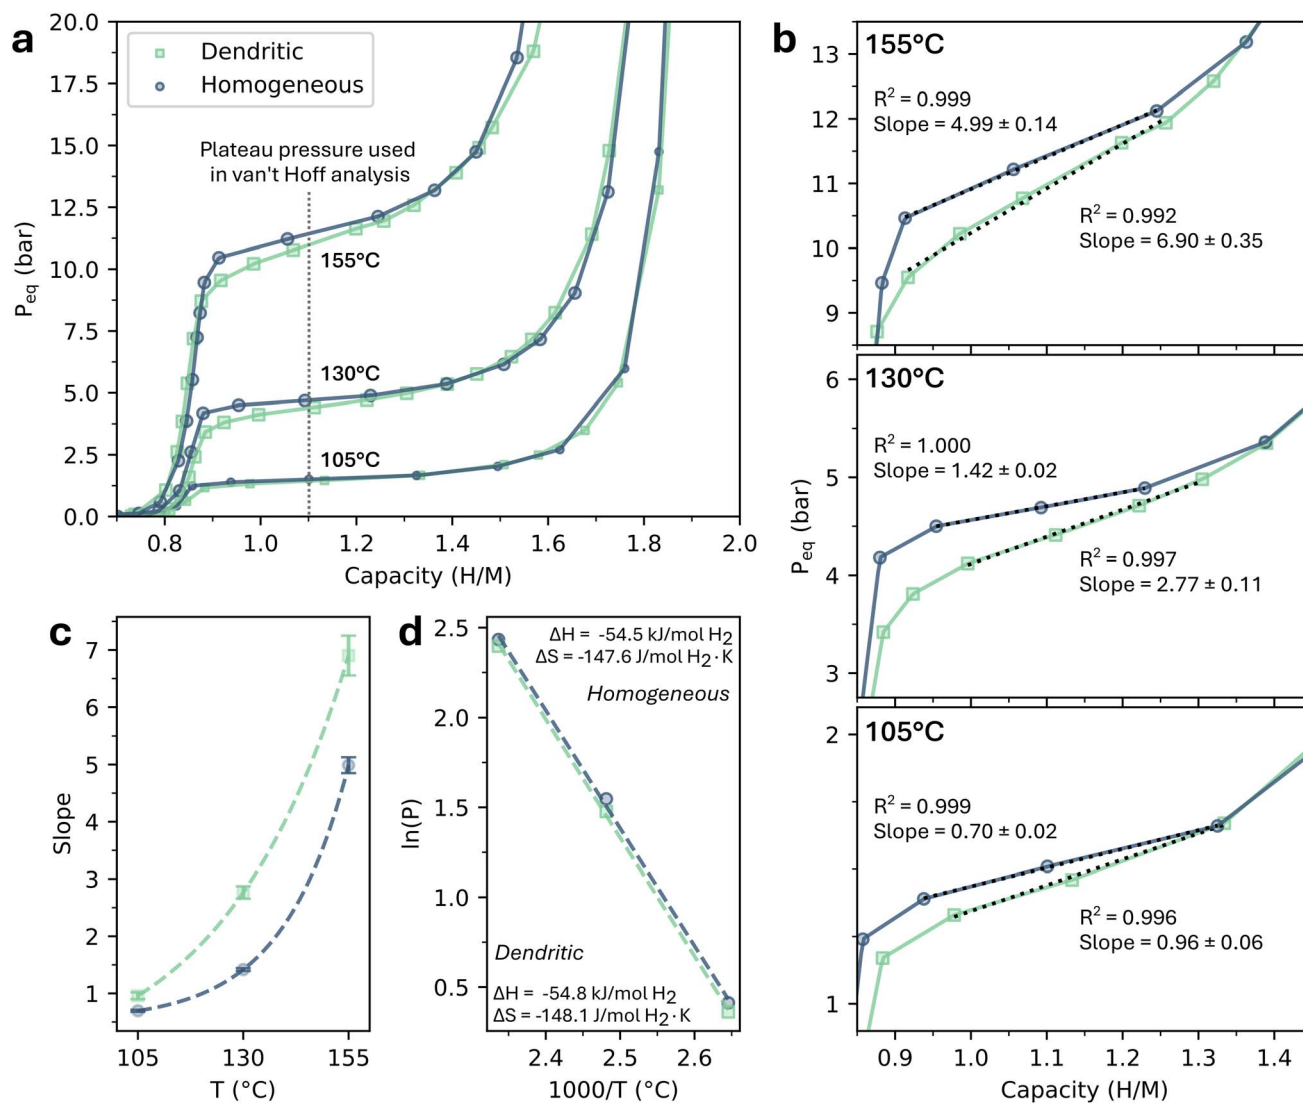 a
Dendritic
Homogeneous
Plateau pressure used
in van't Hoff analysis
155°C
130°C
105°C
20.0
17.5
15.0
12.5
10.0
7.5
5.0
2.5
0.0
P_eq (bar)
0.8 1.0 1.2 1.4 1.6 1.8 2.0
Capacity (H/M)
b
155°C
R² = 0.999
Slope = 4.99 ± 0.14
R² = 0.992
Slope = 6.90 ± 0.35
13
12
11
10
9
130°C
R² = 1.000
Slope = 1.42 ± 0.02
R² = 0.997
Slope = 2.77 ± 0.11
6
5
4
3
P_eq (bar)
105°C
R² = 0.999
Slope = 0.70 ± 0.02
R² = 0.996
Slope = 0.96 ± 0.06
2
1
0.9 1.0 1.1 1.2 1.3 1.4
Capacity (H/M)
c
7
6
5
4
3
2
1
Slope
105 130 155
T (°C)
d
ΔH = -54.5 kJ/mol H₂
ΔS = -147.6 J/mol H₂·K
Homogeneous
Dendritic
ΔH = -54.8 kJ/mol H₂
ΔS = -148.1 J/mol H₂·K
2.5
2.0
1.5
1.0
0.5
ln(P)
2.4 2.5 2.6
1000/T (°C)